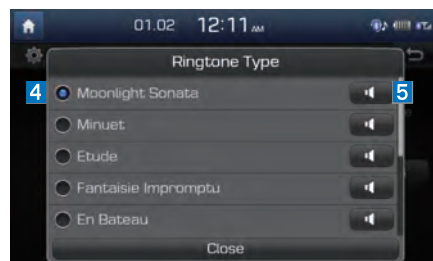 01.02 12:11 AM
Ringtone Type
4 Moonlight Sonata 5
Minuet
Etude
Fantaisie Impromptu
En Bateau
Close